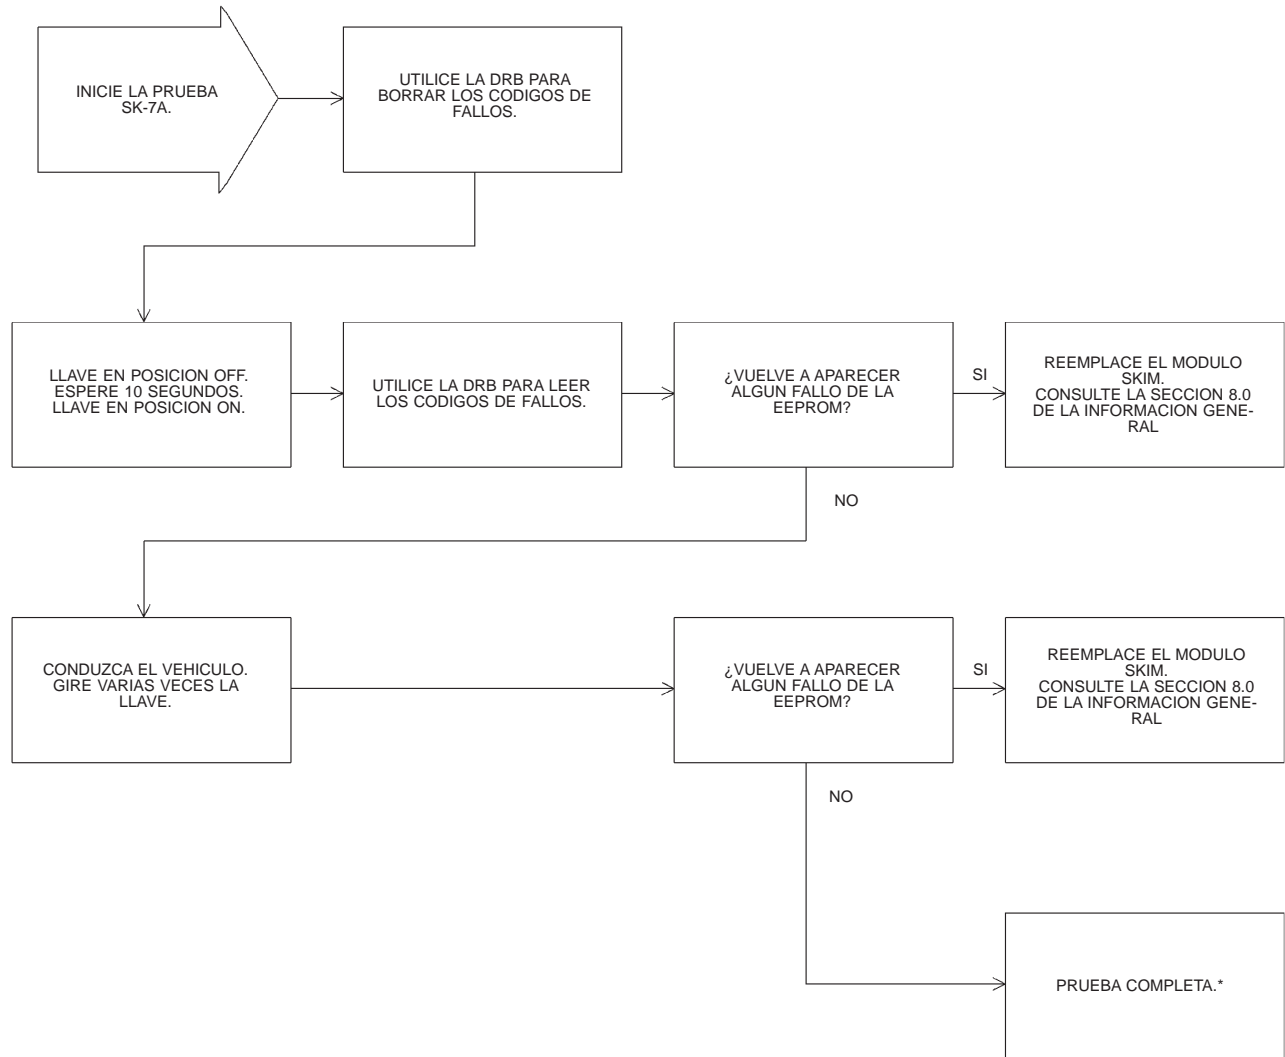 INICIE LA PRUEBA
SK-7A.
UTILICE LA DRB PARA
BORRAR LOS CODIGOS DE
FALLOS.
LLAVE EN POSICION OFF.
ESPERE 10 SEGUNDOS.
LLAVE EN POSICION ON.
UTILICE LA DRB PARA LEER
LOS CODIGOS DE FALLOS.
¿VUELVE A APARECER
ALGUN FALLO DE LA
EEPROM?
SI
REEMPLACE EL MODULO
SKIM.
CONSULTE LA SECCION 8.0
DE LA INFORMACION GENE-
RAL
NO
CONDUZCA EL VEHICULO.
GIRE VARIAS VECES LA
LLAVE.
¿VUELVE A APARECER
ALGUN FALLO DE LA
EEPROM?
SI
REEMPLACE EL MODULO
SKIM.
CONSULTE LA SECCION 8.0
DE LA INFORMACION GENE-
RAL
NO
PRUEBA COMPLETA.*